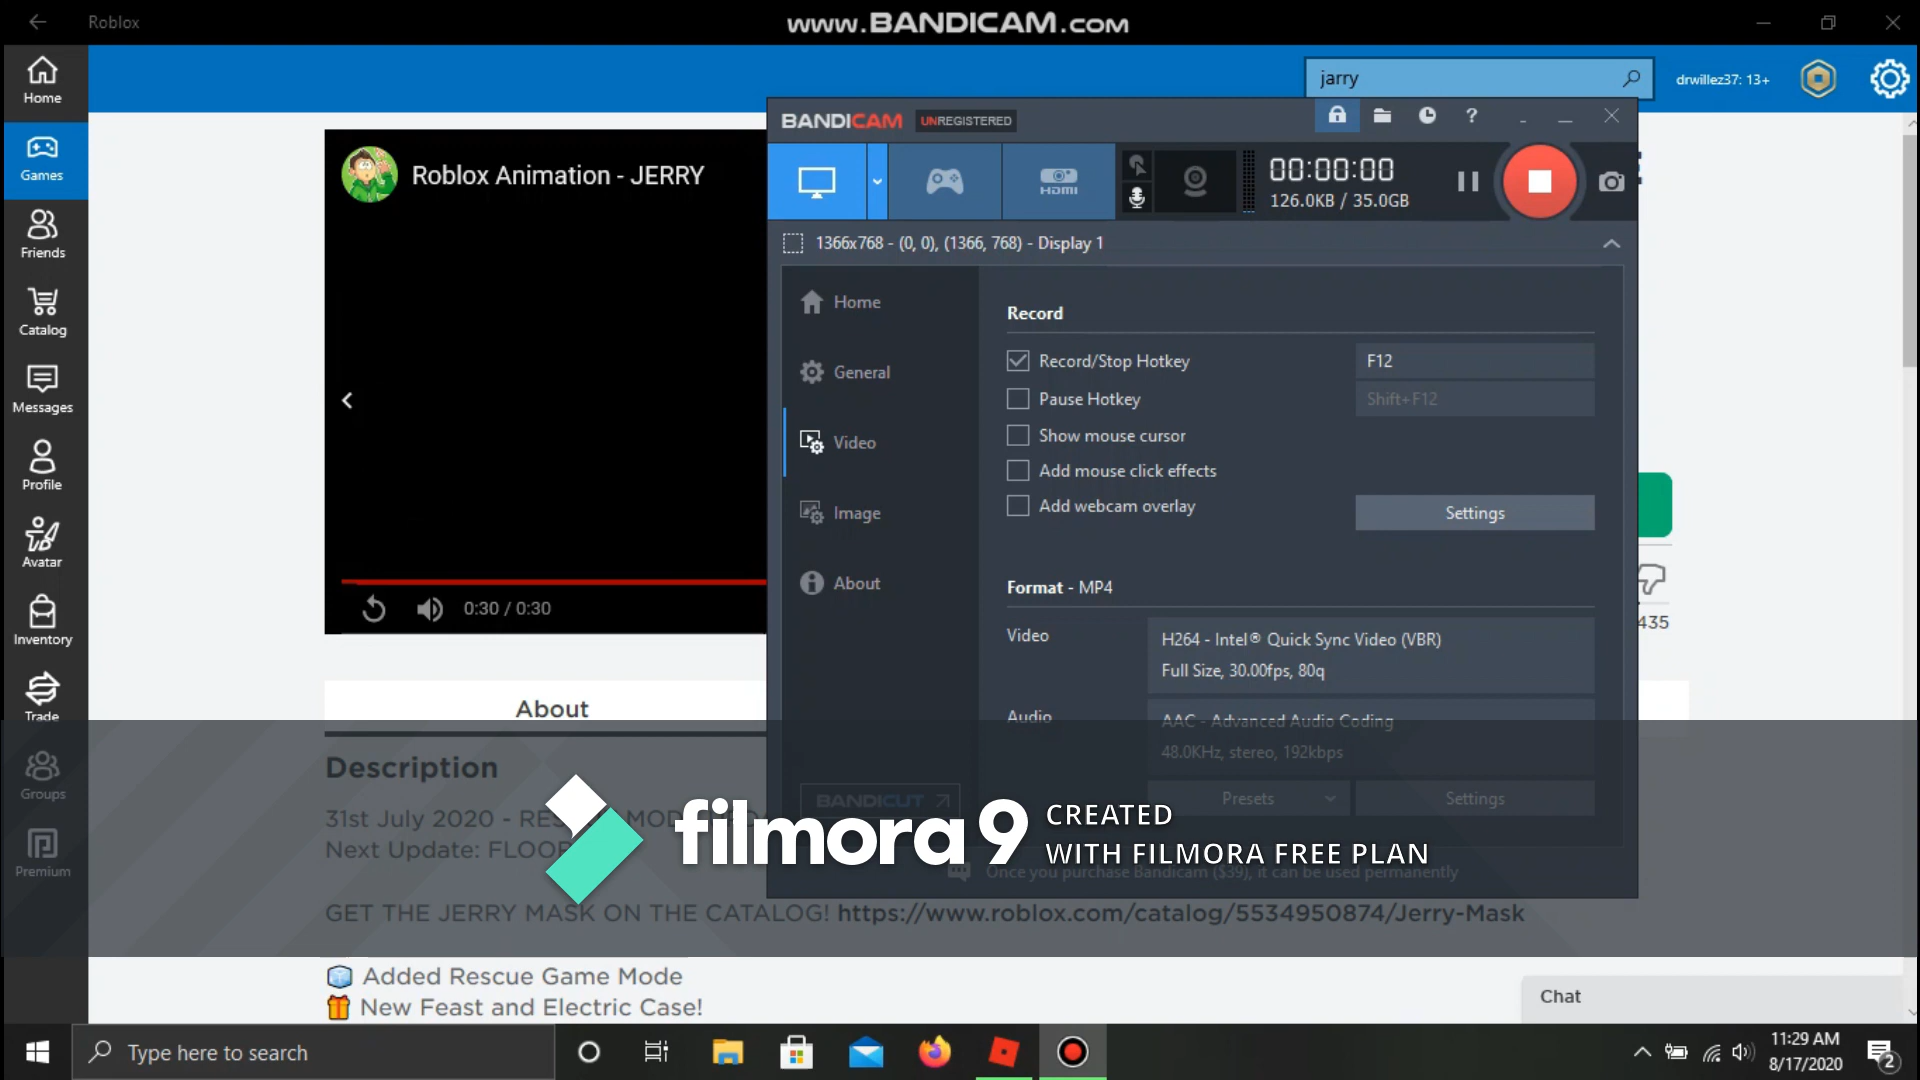 Roblox
www.BANDICAM.com
Home
jarry
drwillez37: 13+
Games
Friends
Catalog
Messages
Profile
Avatar
Inventory
Trade
Groups
Premium
Roblox Animation - JERRY
0:30 / 0:30
BANDICAM
UNREGISTERED
?
HDMI
00:00:00
126.0KB / 35.0GB
1366x768 - (0, 0), (1366, 768) - Display 1
Home
General
Video
Image
About
BANDICUT
Record
Record/Stop Hotkey
F12
Pause Hotkey
Shift+F12
Show mouse cursor
Add mouse click effects
Add webcam overlay
Settings
Format - MP4
Video
H264 - Intel® Quick Sync Video (VBR)
Full Size, 30.00fps, 80q
Audio
AAC - Advanced Audio Coding
48.0KHz, stereo, 192kbps
Presets
Settings
Once you purchase Bandicam ($39), it can be used permanently
435
About
Description
31st July 2020 -
Next Update:
filmora9
CREATED
WITH FILMORA FREE PLAN
GET THE JERRY MASK ON THE CATALOG! https://www.roblox.com/catalog/5534950874/Jerry-Mask
Added Rescue Game Mode
New Feast and Electric Case!
Chat
Type here to search
11:29 AM
8/17/2020
2